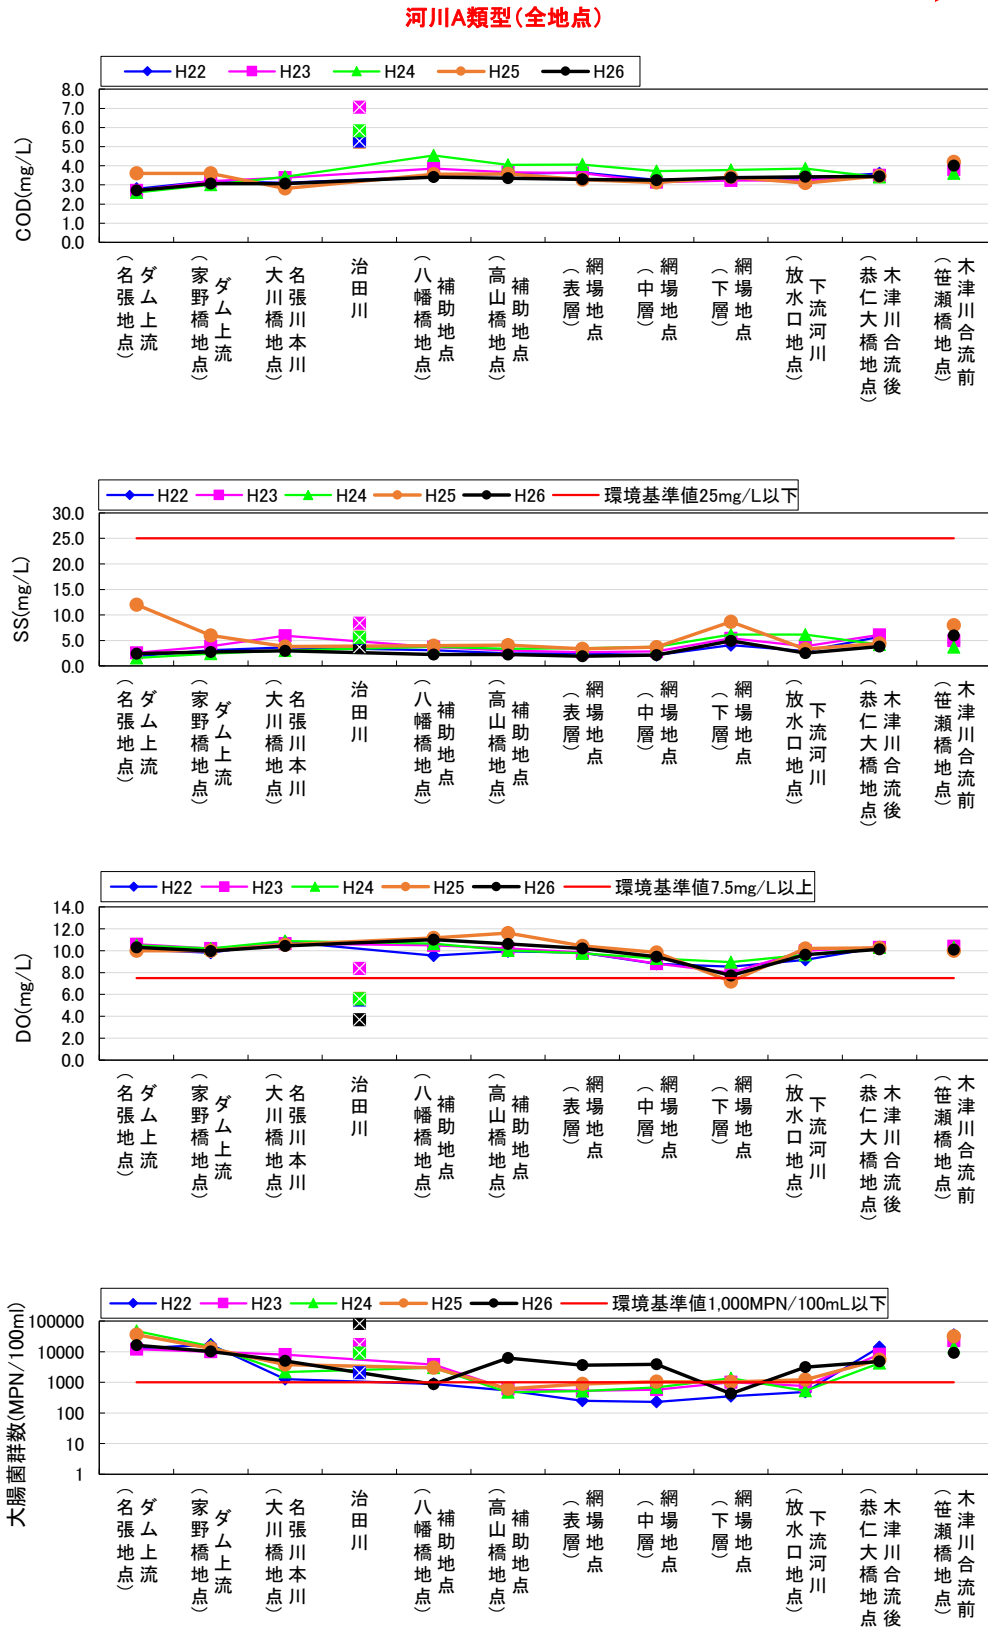 河川A類型（全地点）
H22 H23 H24 H25 H26
COD(mg/L)
8.0
7.0
6.0
5.0
4.0
3.0
2.0
1.0
0.0
ダム上流
（名張地点）
ダム上流
（家野橋地点）
名張川本川
（大川橋地点）
治田川
補助地点
（八幡橋地点）
補助地点
（高山橋地点）
網場地点
（表層）
網場地点
（中層）
網場地点
（下層）
下流河川
（放水口地点）
木津川合流後
（恭仁大橋地点）
木津川合流前
（笹瀬橋地点）
H22 H23 H24 H25 H26 環境基準値25mg/L以下
SS(mg/L)
30.0
25.0
20.0
15.0
10.0
5.0
0.0
ダム上流
（名張地点）
ダム上流
（家野橋地点）
名張川本川
（大川橋地点）
治田川
補助地点
（八幡橋地点）
補助地点
（高山橋地点）
網場地点
（表層）
網場地点
（中層）
網場地点
（下層）
下流河川
（放水口地点）
木津川合流後
（恭仁大橋地点）
木津川合流前
（笹瀬橋地点）
H22 H23 H24 H25 H26 環境基準値7.5mg/L以上
DO(mg/L)
14.0
12.0
10.0
8.0
6.0
4.0
2.0
0.0
ダム上流
（名張地点）
ダム上流
（家野橋地点）
名張川本川
（大川橋地点）
治田川
補助地点
（八幡橋地点）
補助地点
（高山橋地点）
網場地点
（表層）
網場地点
（中層）
網場地点
（下層）
下流河川
（放水口地点）
木津川合流後
（恭仁大橋地点）
木津川合流前
（笹瀬橋地点）
H22 H23 H24 H25 H26 環境基準値1,000MPN/100mL以下
大腸菌群数(MPN/100ml)
100000
10000
1000
100
10
1
ダム上流
（名張地点）
ダム上流
（家野橋地点）
名張川本川
（大川橋地点）
治田川
補助地点
（八幡橋地点）
補助地点
（高山橋地点）
網場地点
（表層）
網場地点
（中層）
網場地点
（下層）
下流河川
（放水口地点）
木津川合流後
（恭仁大橋地点
木津川合流前
（笹瀬橋地点）